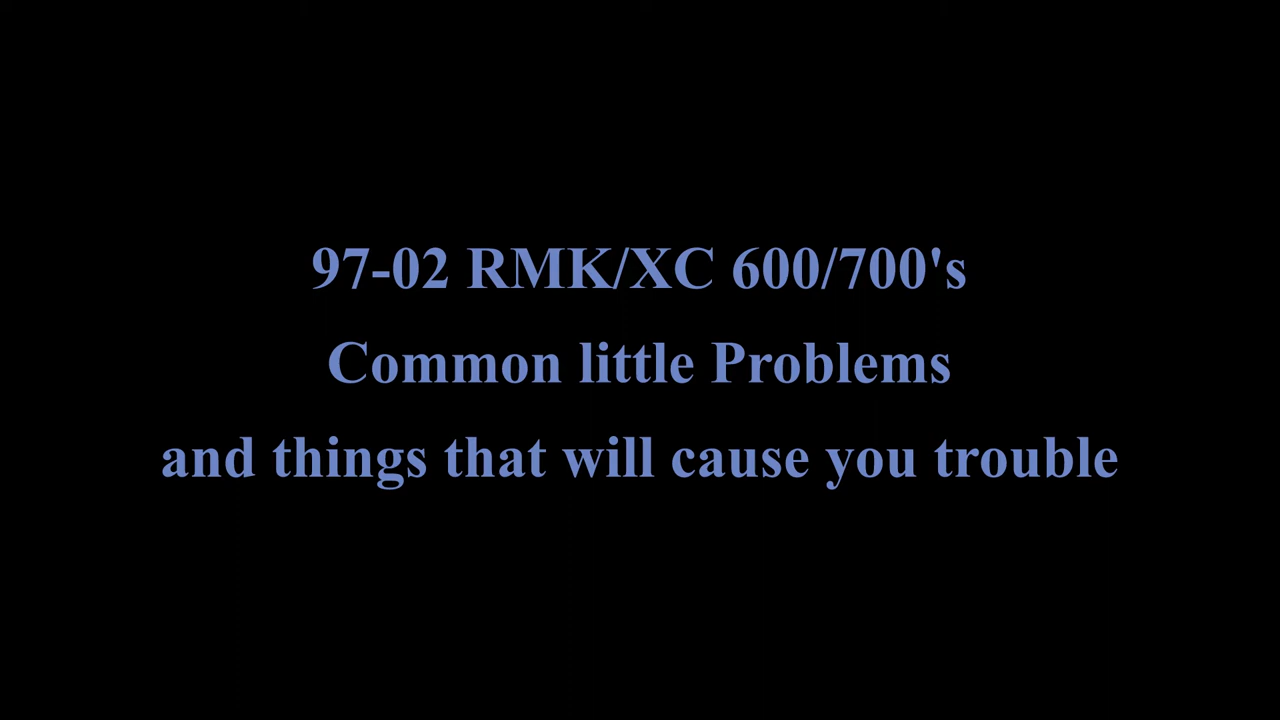 97-02 RMK/XC 600/700's
Common little Problems
and things that will cause you trouble